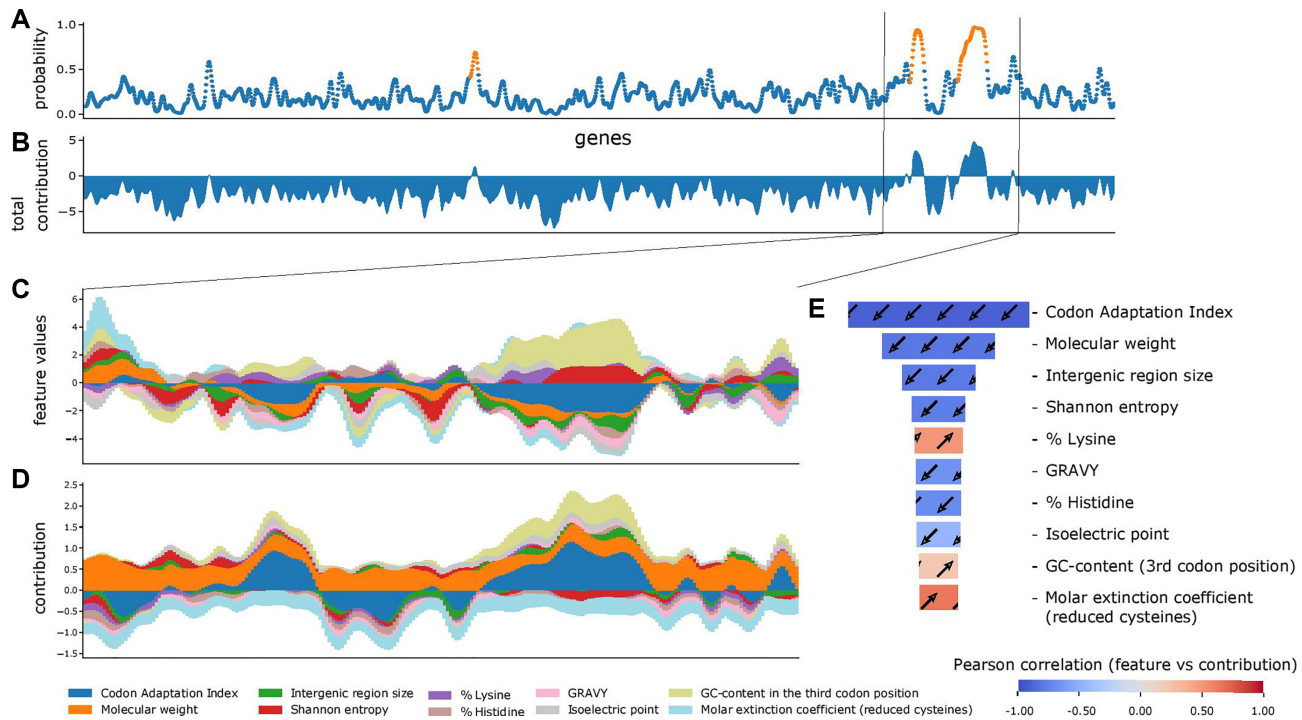 A
probability
1.0
0.5
0.0
genes
B
total
contribution
5
0
−5
C
feature values
6
4
2
0
−2
−4
D
contribution
2.5
2.0
1.5
1.0
0.5
0.0
−0.5
−1.0
−1.5
E
- Codon Adaptation Index
- Molecular weight
- Intergenic region size
- Shannon entropy
- % Lysine
- GRAVY
- % Histidine
- Isoelectric point
- GC-content (3rd codon position)
- Molar extinction coefficient
(reduced cysteines)
Pearson correlation (feature vs contribution)
-1.00 -0.50 0.00 0.50 1.00
Codon Adaptation Index Intergenic region size % Lysine GRAVY GC-content in the third codon position
Molecular weight Shannon entropy % Histidine Isoelectric point Molar extinction coefficient (reduced cysteines)